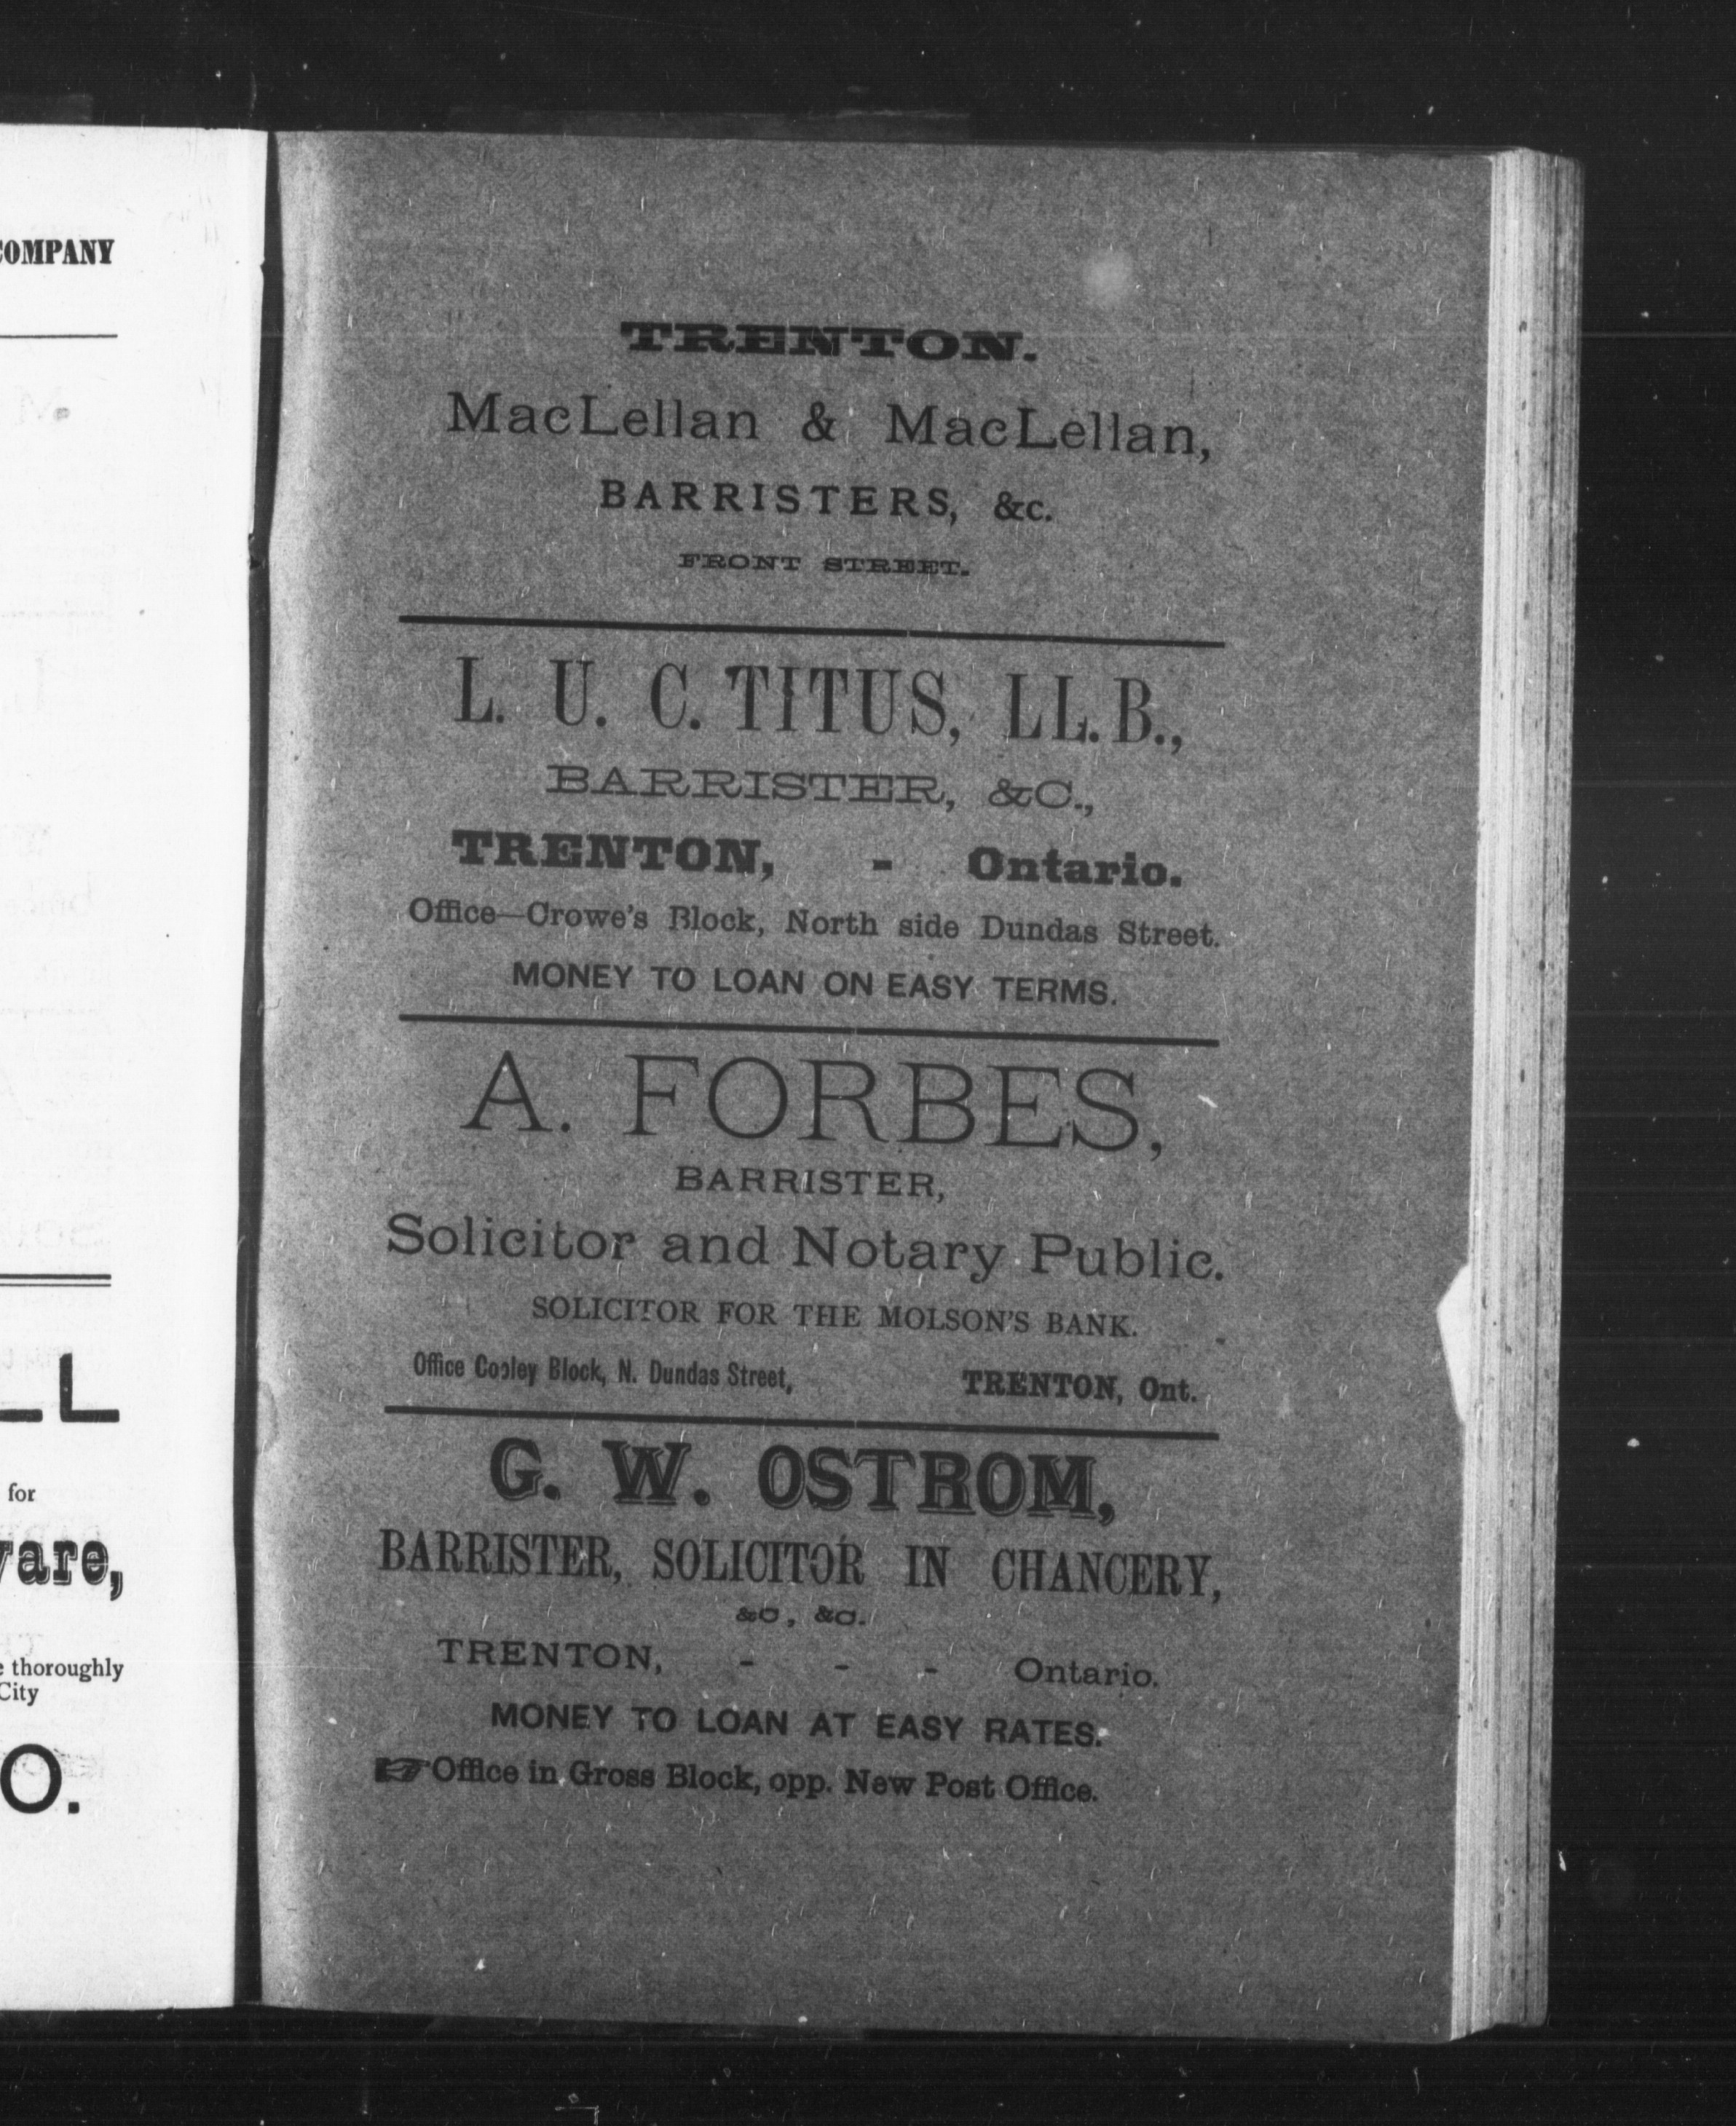 COMPANY
LL
for
ware,
thoroughly
City
O.
TRENTON.
MacLellan & MacLellan,
BARRISTERS, &c.
FRONT STREET.
L. U. C. TITUS, LL.B.,
BARRISTER, &C.,
TRENTON, - Ontario.
Office—Crowe's Block, North side Dundas Street.
MONEY TO LOAN ON EASY TERMS.
A. FORBES,
BARRISTER,
Solicitor and Notary Public.
SOLICITOR FOR THE MOLSON'S BANK.
Office Cooley Block, N. Dundas Street, TRENTON, Ont.
G. W. OSTROM,
BARRISTER, SOLICITOR IN CHANCERY,
&C, &C.
TRENTON, - - - Ontario.
MONEY TO LOAN AT EASY RATES.
☞Office in Gross Block, opp. New Post Office.